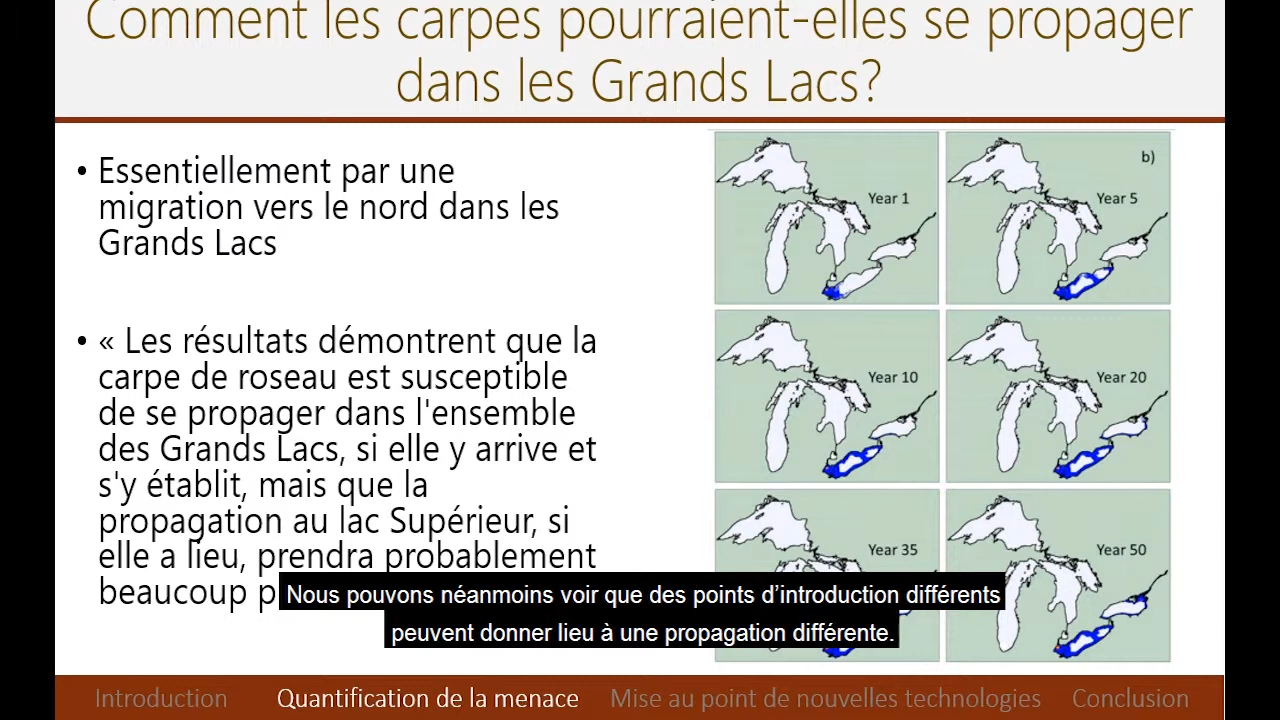 Comment les carpes pourraient-elles se propager
dans les Grands Lacs?
• Essentiellement par une
migration vers le nord dans les
Grands Lacs
• « Les résultats démontrent que la
carpe de roseau est susceptible
de se propager dans l'ensemble
des Grands Lacs, si elle y arrive et
s'y établit, mais que la
propagation au lac Supérieur, si
elle a lieu, prendra probablement
beaucoup
b)
Year 1
Year 5
Year 10
Year 20
Year 35
Year 50
Nous pouvons néanmoins voir que des points d’introduction différents
peuvent donner lieu à une propagation différente.
Introduction
Quantification de la menace
Mise au point de nouvelles technologies
Conclusion